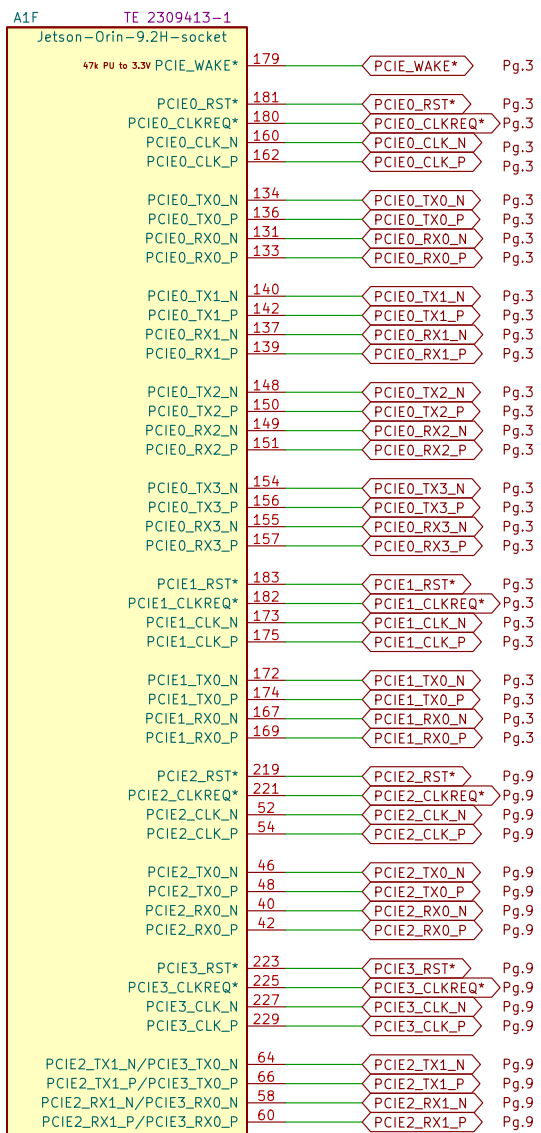 A1F TE 2309413-1
Jetson-Orin-9.2H-socket
47k PU to 3.3V PCIE_WAKE* 179 PCIE_WAKE* Pg.3
PCIE0_RST* 181 PCIE0_RST* Pg.3
PCIE0_CLKREQ* 180 PCIE0_CLKREQ* Pg.3
PCIE0_CLK_N 160 PCIE0_CLK_N Pg.3
PCIE0_CLK_P 162 PCIE0_CLK_P Pg.3
PCIE0_TX0_N 134 PCIE0_TX0_N Pg.3
PCIE0_TX0_P 136 PCIE0_TX0_P Pg.3
PCIE0_RX0_N 131 PCIE0_RX0_N Pg.3
PCIE0_RX0_P 133 PCIE0_RX0_P Pg.3
PCIE0_TX1_N 140 PCIE0_TX1_N Pg.3
PCIE0_TX1_P 142 PCIE0_TX1_P Pg.3
PCIE0_RX1_N 137 PCIE0_RX1_N Pg.3
PCIE0_RX1_P 139 PCIE0_RX1_P Pg.3
PCIE0_TX2_N 148 PCIE0_TX2_N Pg.3
PCIE0_TX2_P 150 PCIE0_TX2_P Pg.3
PCIE0_RX2_N 149 PCIE0_RX2_N Pg.3
PCIE0_RX2_P 151 PCIE0_RX2_P Pg.3
PCIE0_TX3_N 154 PCIE0_TX3_N Pg.3
PCIE0_TX3_P 156 PCIE0_TX3_P Pg.3
PCIE0_RX3_N 155 PCIE0_RX3_N Pg.3
PCIE0_RX3_P 157 PCIE0_RX3_P Pg.3
PCIE1_RST* 183 PCIE1_RST* Pg.3
PCIE1_CLKREQ* 182 PCIE1_CLKREQ* Pg.3
PCIE1_CLK_N 173 PCIE1_CLK_N Pg.3
PCIE1_CLK_P 175 PCIE1_CLK_P Pg.3
PCIE1_TX0_N 172 PCIE1_TX0_N Pg.3
PCIE1_TX0_P 174 PCIE1_TX0_P Pg.3
PCIE1_RX0_N 167 PCIE1_RX0_N Pg.3
PCIE1_RX0_P 169 PCIE1_RX0_P Pg.3
PCIE2_RST* 219 PCIE2_RST* Pg.9
PCIE2_CLKREQ* 221 PCIE2_CLKREQ* Pg.9
PCIE2_CLK_N 52 PCIE2_CLK_N Pg.9
PCIE2_CLK_P 54 PCIE2_CLK_P Pg.9
PCIE2_TX0_N 46 PCIE2_TX0_N Pg.9
PCIE2_TX0_P 48 PCIE2_TX0_P Pg.9
PCIE2_RX0_N 40 PCIE2_RX0_N Pg.9
PCIE2_RX0_P 42 PCIE2_RX0_P Pg.9
PCIE3_RST* 223 PCIE3_RST* Pg.9
PCIE3_CLKREQ* 225 PCIE3_CLKREQ* Pg.9
PCIE3_CLK_N 227 PCIE3_CLK_N Pg.9
PCIE3_CLK_P 229 PCIE3_CLK_P Pg.9
PCIE2_TX1_N/PCIE3_TX0_N 64 PCIE2_TX1_N Pg.9
PCIE2_TX1_P/PCIE3_TX0_P 66 PCIE2_TX1_P Pg.9
PCIE2_RX1_N/PCIE3_RX0_N 58 PCIE2_RX1_N Pg.9
PCIE2_RX1_P/PCIE3_RX0_P 60 PCIE2_RX1_P Pg.9